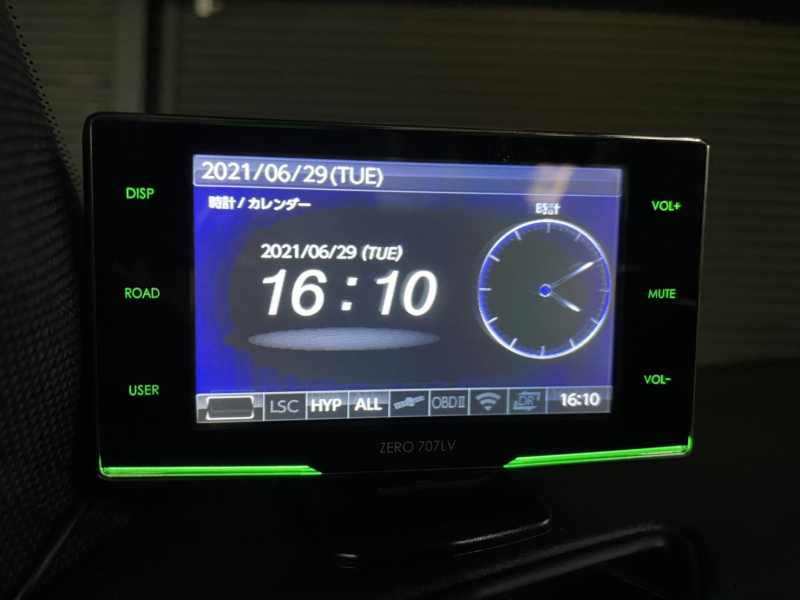 2021/06/29(TUE)
時計/カレンダー
時計
2021/06/29 (TUE)
16:10
DISP
ROAD
USER
VOL+
MUTE
VOL-
LSC HYP ALL OBDⅡ DR 16:10
ZERO 707LV